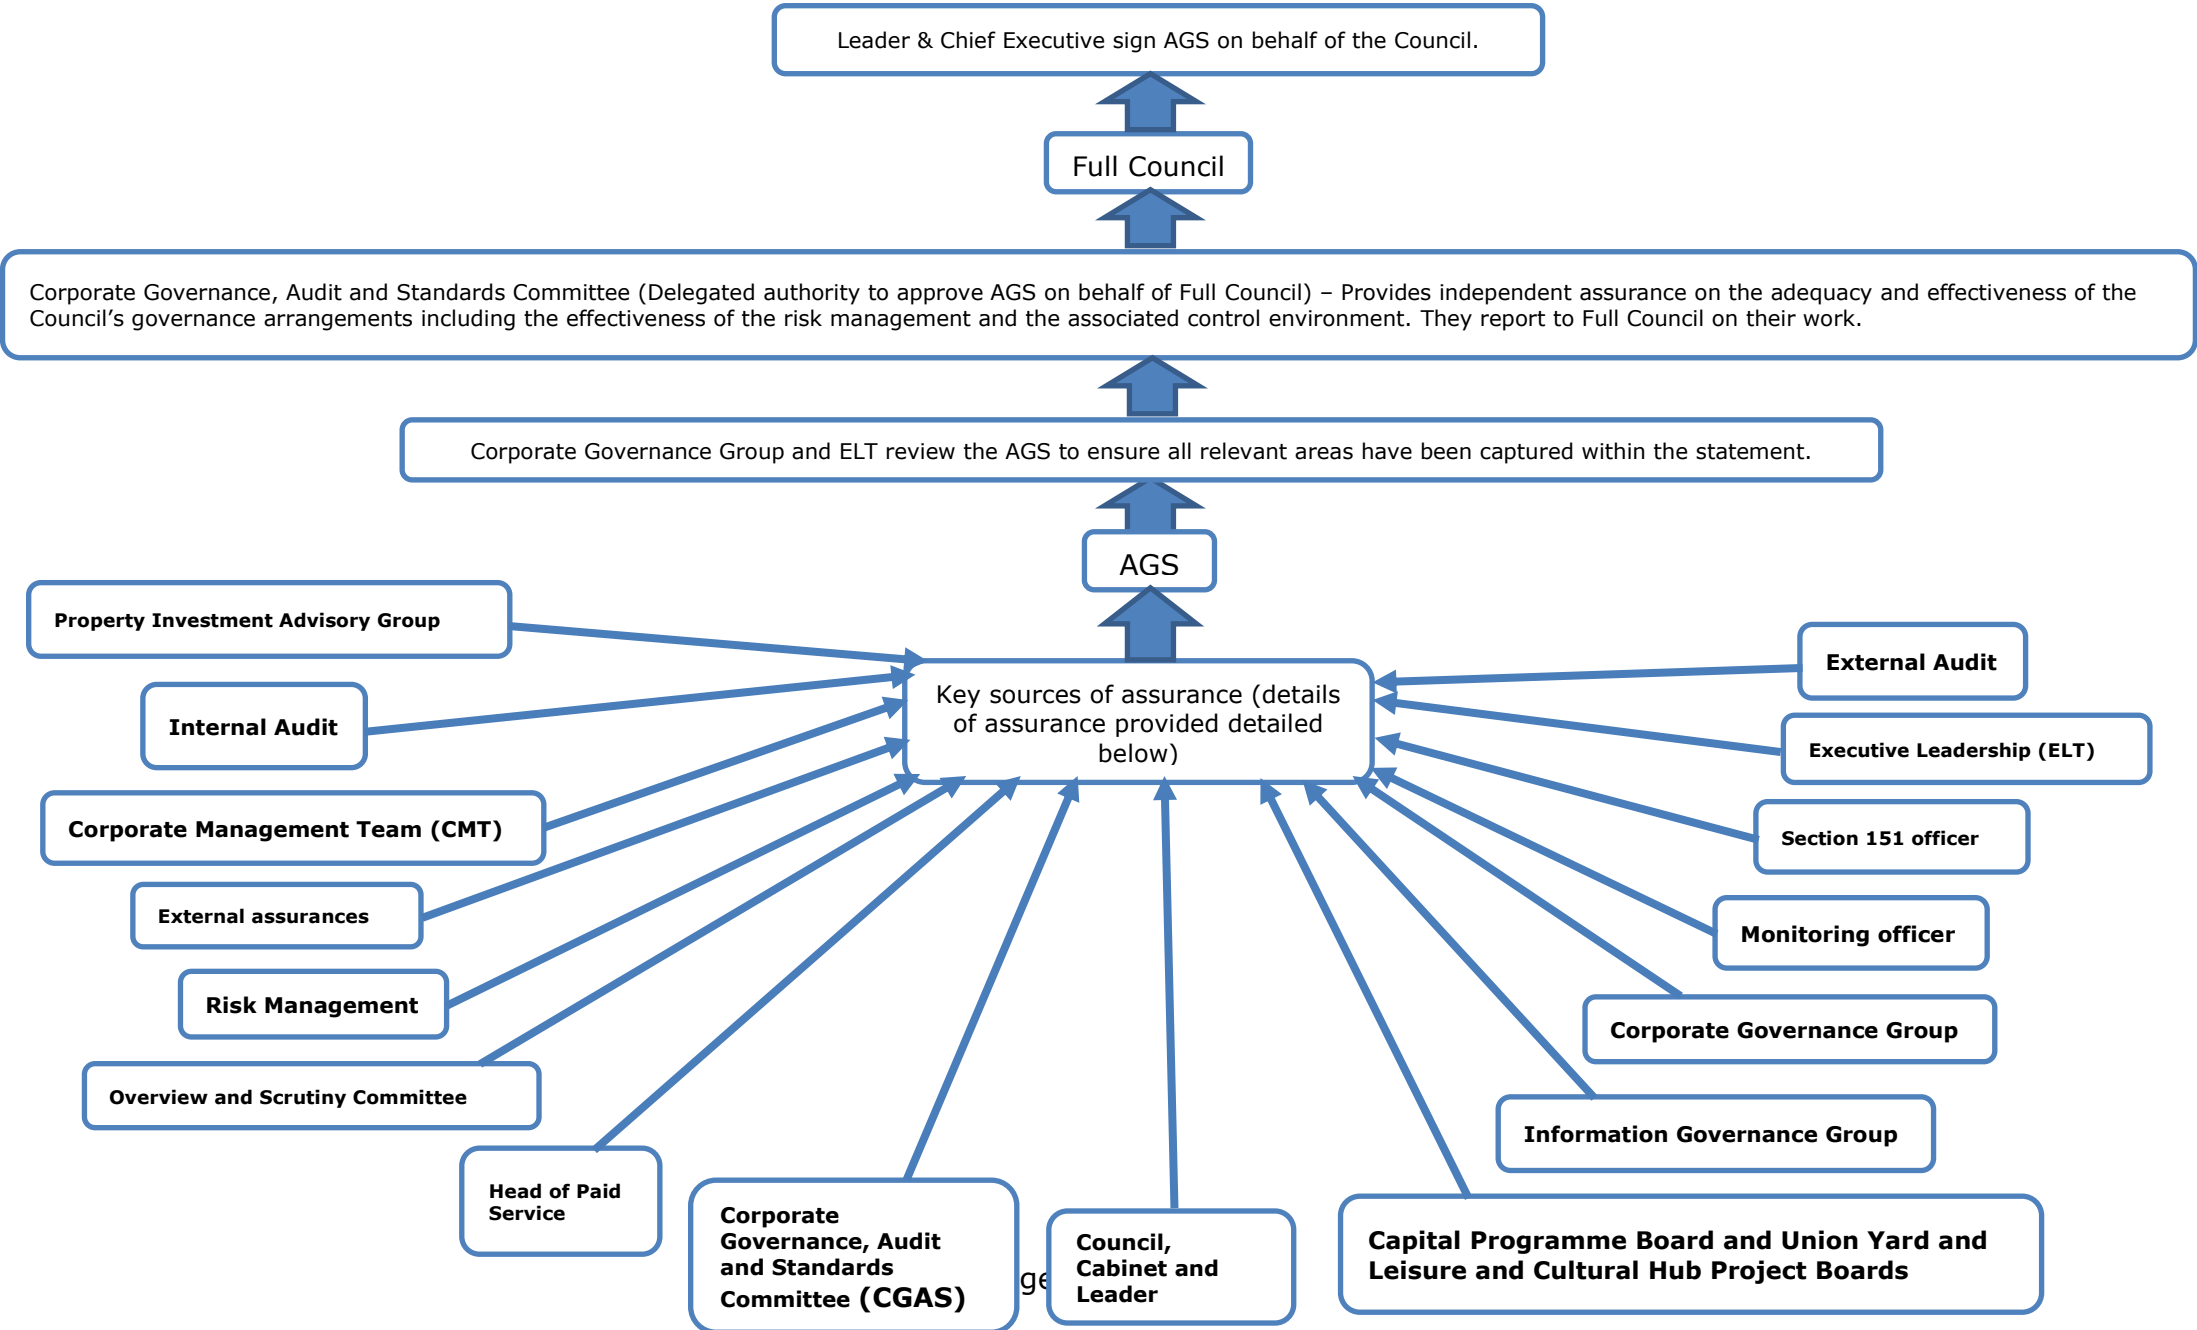 Leader & Chief Executive sign AGS on behalf of the Council.
Full Council
Corporate Governance, Audit and Standards Committee (Delegated authority to approve AGS on behalf of Full Council) – Provides independent assurance on the adequacy and effectiveness of the
Council’s governance arrangements including the effectiveness of the risk management and the associated control environment. They report to Full Council on their work.
Corporate Governance Group and ELT review the AGS to ensure all relevant areas have been captured within the statement.
AGS
Key sources of assurance (details
of assurance provided detailed
below)
Property Investment Advisory Group
Internal Audit
Corporate Management Team (CMT)
External assurances
Risk Management
Overview and Scrutiny Committee
Head of Paid
Service
Corporate
Governance, Audit
and Standards
Committee (CGAS)
ge
Council,
Cabinet and
Leader
Capital Programme Board and Union Yard and
Leisure and Cultural Hub Project Boards
Information Governance Group
Corporate Governance Group
Monitoring officer
Section 151 officer
Executive Leadership (ELT)
External Audit